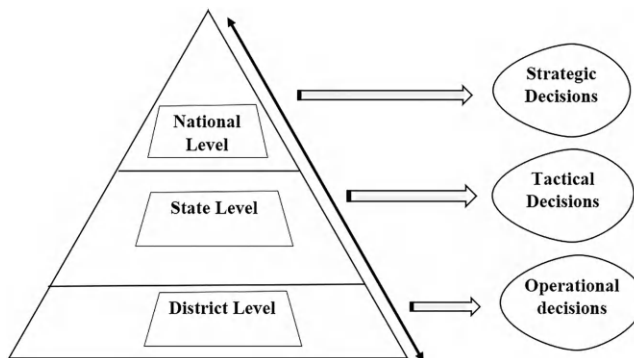 Strategic
Decisions
National
Level
Tactical
Decisions
State Level
Operational
decisions
District Level